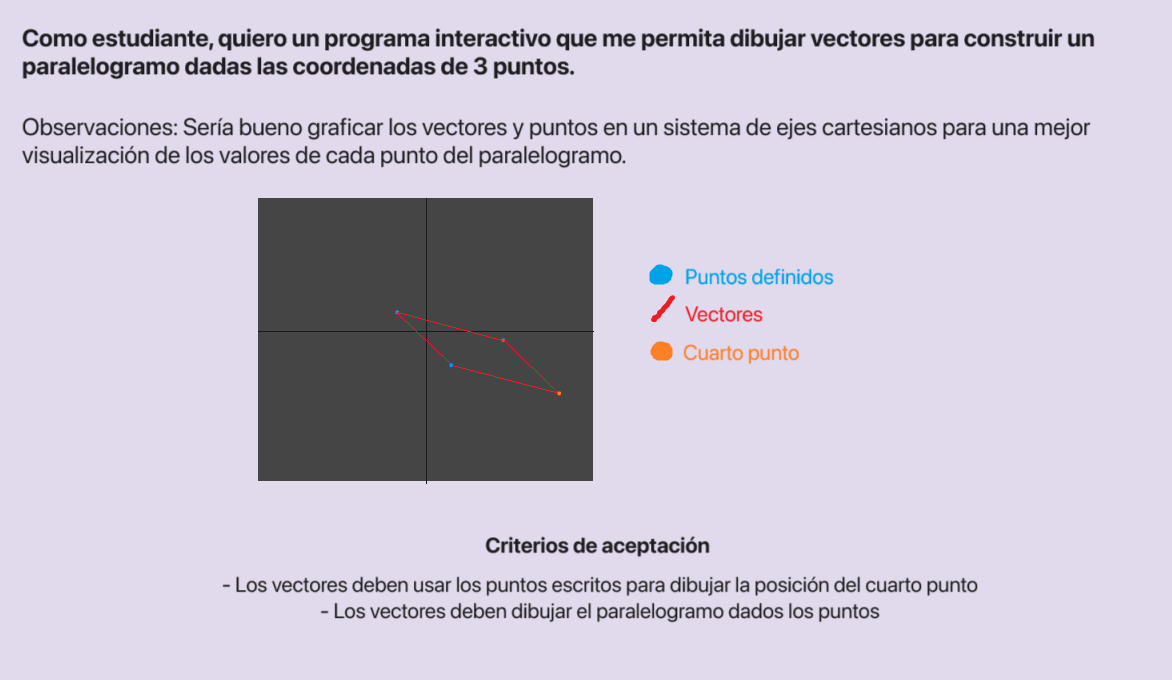 Como estudiante, quiero un programa interactivo que me permita dibujar vectores para construir un
paralelogramo dadas las coordenadas de 3 puntos.
Observaciones: Sería bueno graficar los vectores y puntos en un sistema de ejes cartesianos para una mejor
visualización de los valores de cada punto del paralelogramo.
Puntos definidos
Vectores
Cuarto punto
Criterios de aceptación
- Los vectores deben usar los puntos escritos para dibujar la posición del cuarto punto
- Los vectores deben dibujar el paralelogramo dados los puntos